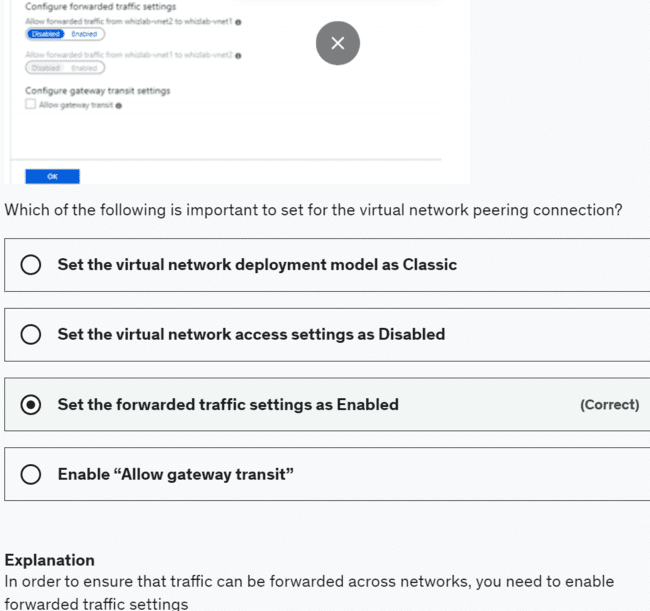 Configure forwarded traffic settings
Allow forwarded traffic from whizlab-vnet2 to whizlab-vnet1
Disabled Enabled
Allow forwarded traffic from whizlab-vnet1 to whizlab-vnet2
Disabled Enabled
Configure gateway transit settings
Allow gateway transit
OK
Which of the following is important to set for the virtual network peering connection?
Set the virtual network deployment model as Classic
Set the virtual network access settings as Disabled
Set the forwarded traffic settings as Enabled (Correct)
Enable “Allow gateway transit”
Explanation
In order to ensure that traffic can be forwarded across networks, you need to enable
forwarded traffic settings